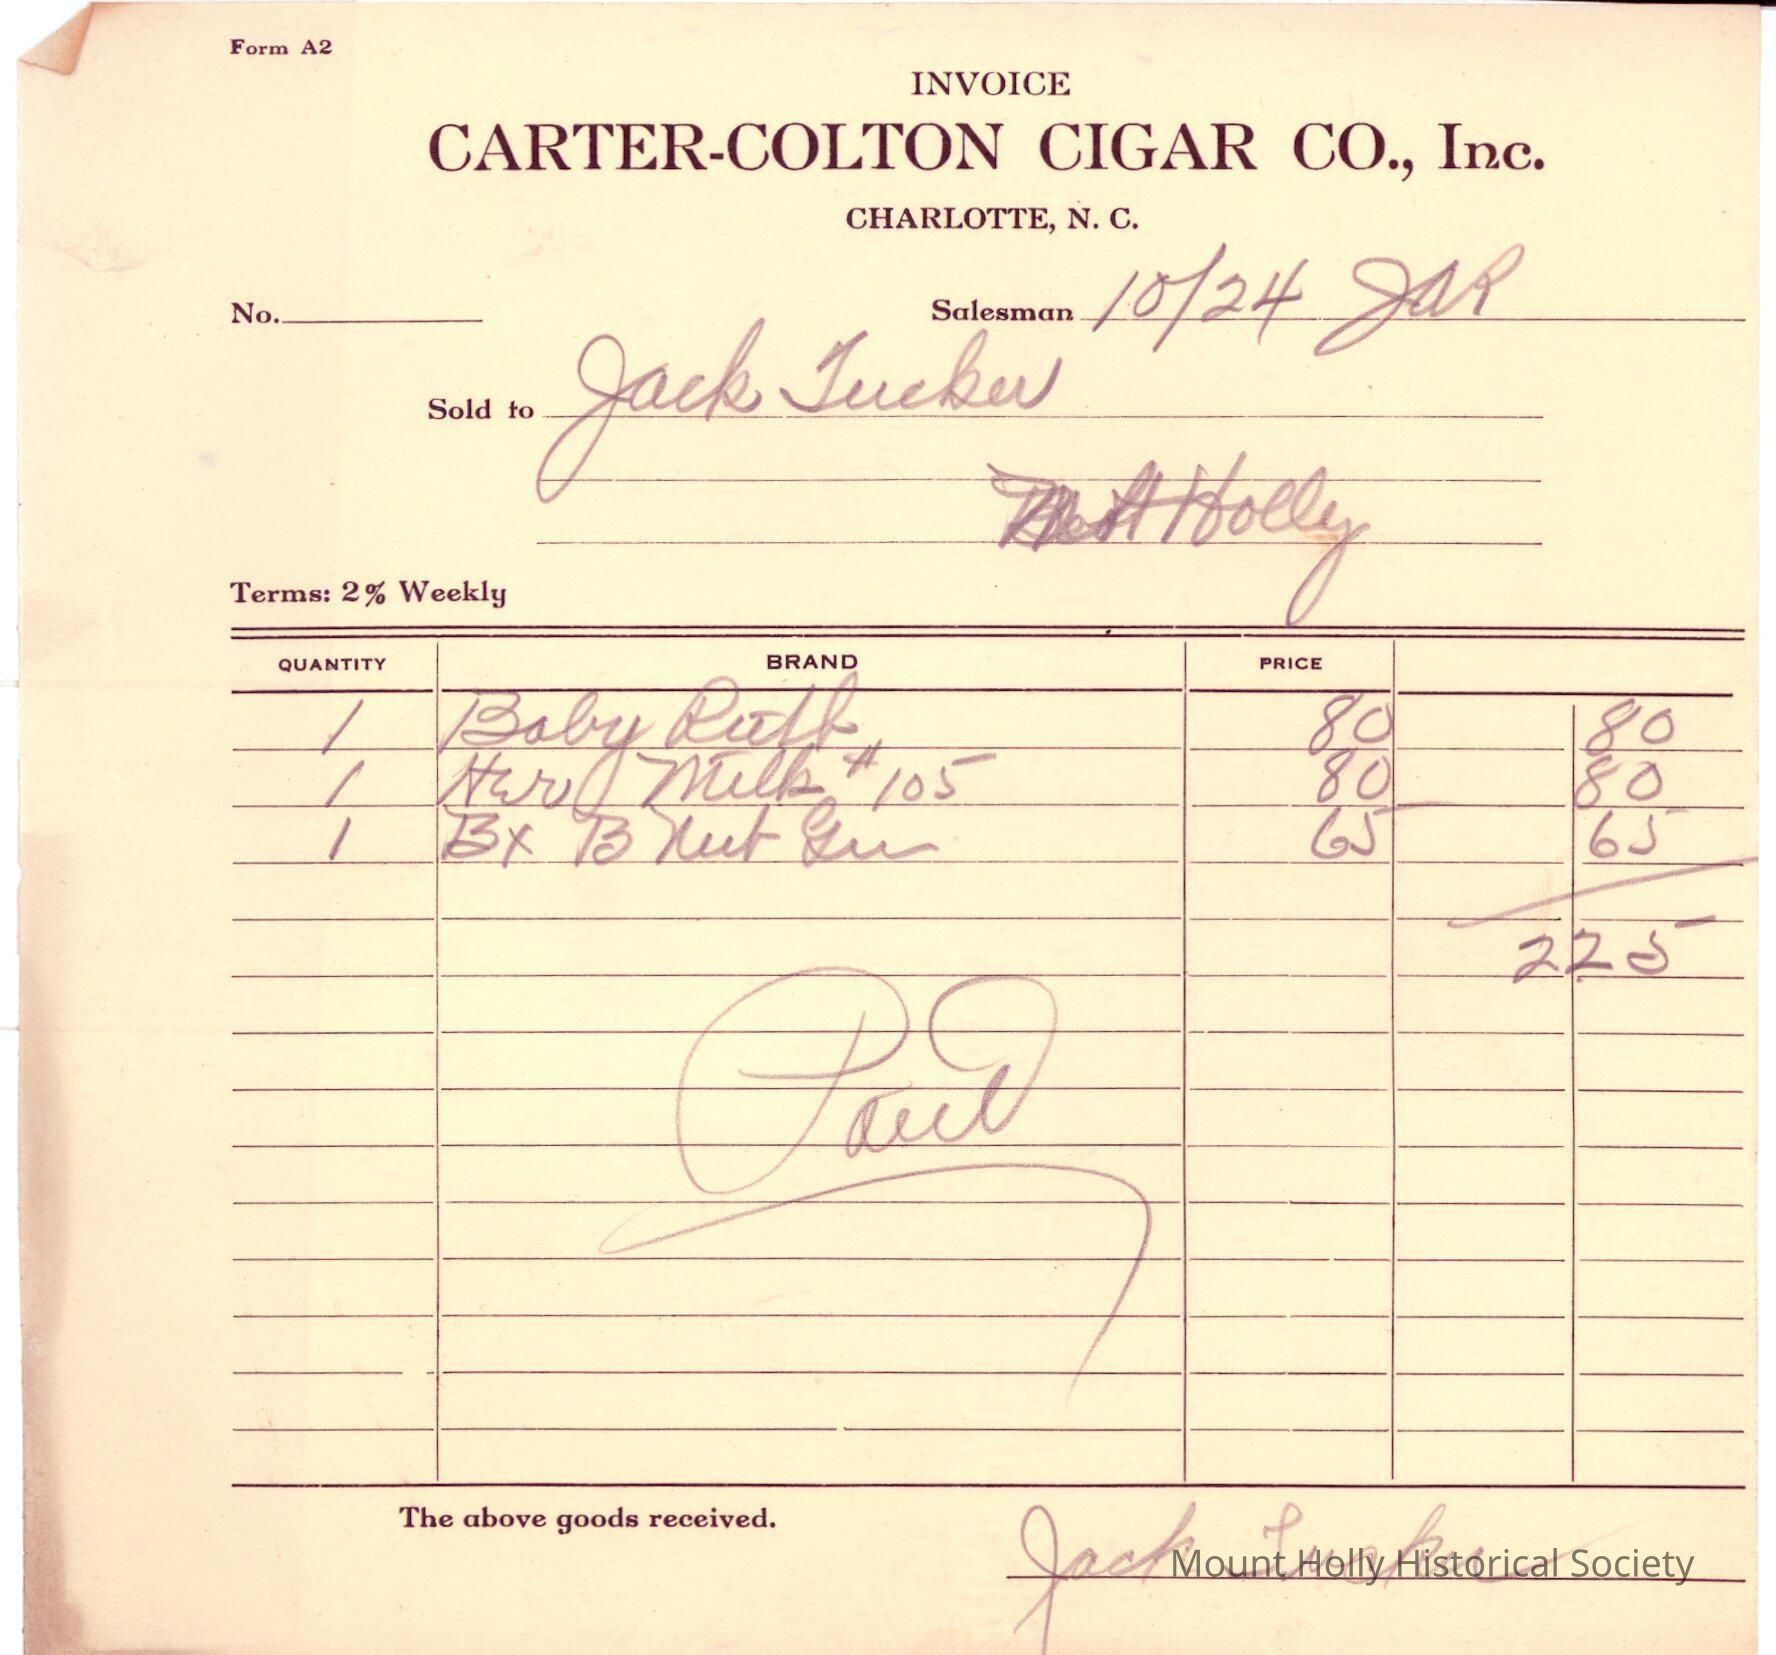 Form A2
INVOICE
CARTER-COLTON CIGAR CO., Inc.
CHARLOTTE, N. C.
No. Salesman 10/24 JAR
Sold to Jack Tucker
Mt Holly
Terms: 2% Weekly
QUANTITY BRAND PRICE
1 Baby Ruth 80 80
1 Her Milk #105 80 80
1 Bx B Nut Gum 65 65
225
Paid
The above goods received. Jack Tucker
Mount Holly Historical Society